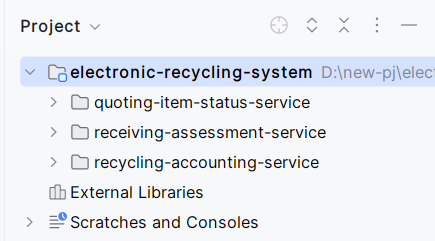 Project
electronic-recycling-system D:\new-pj\elect
quoting-item-status-service
receiving-assessment-service
recycling-accounting-service
External Libraries
Scratches and Consoles